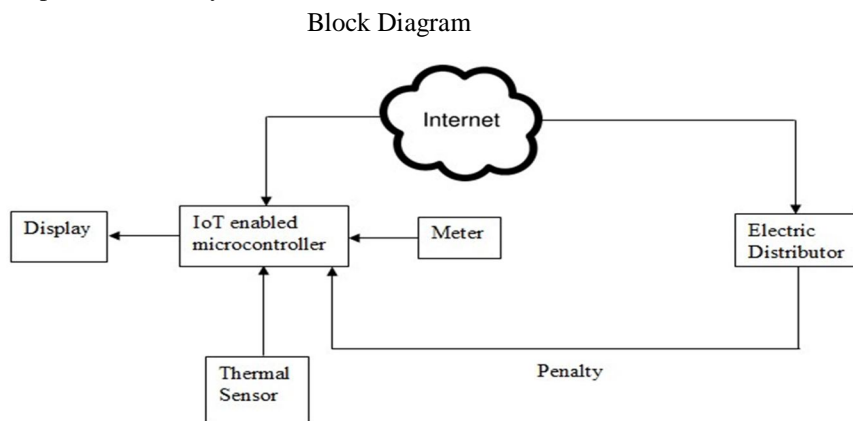 Block Diagram
Internet
Display
IoT enabled
microcontroller
Meter
Electric
Distributor
Thermal
Sensor
Penalty